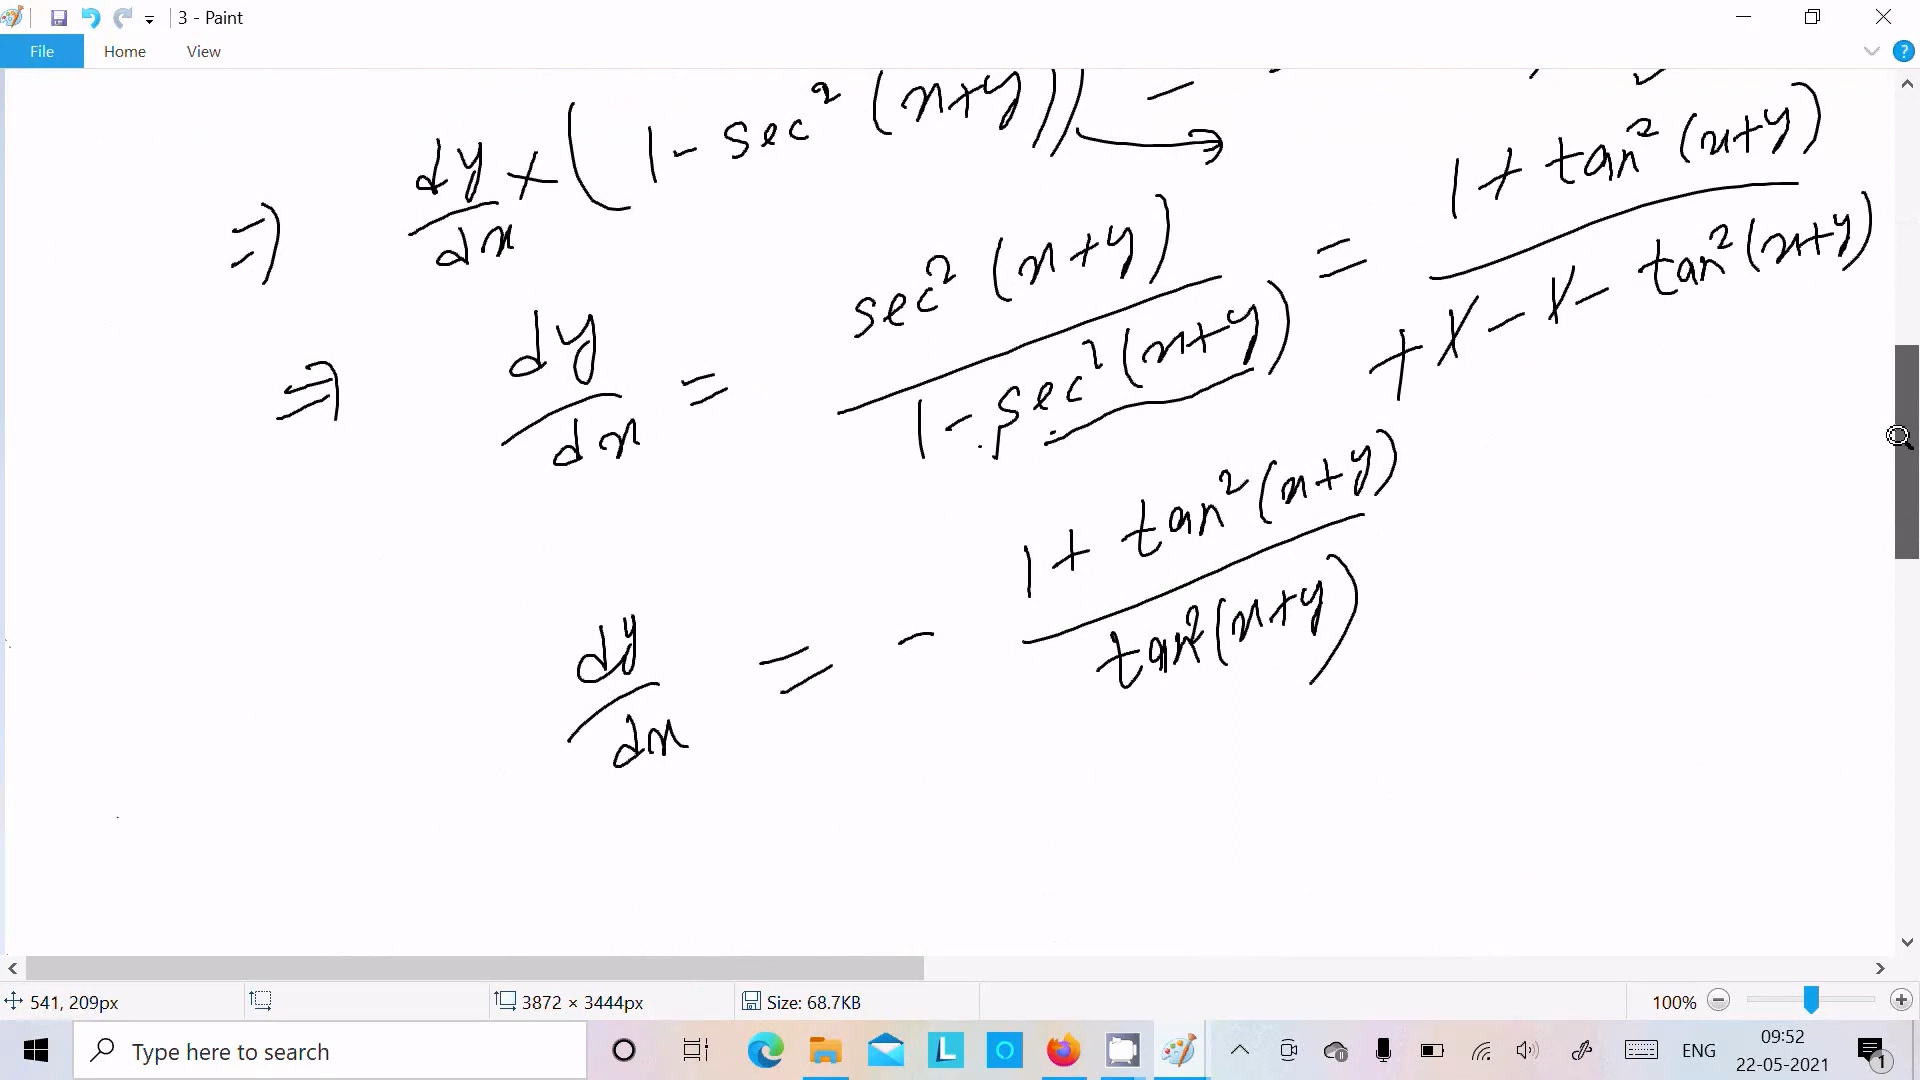 3 - Paint
File Home View
⇒ dy/dx × (1 - sec² (x+y)) -
⇒ dy/dx = sec² (x+y) / 1 - sec² (x+y) = 1 + tan² (x+y) / + 1 - 1 - tan² (x+y)
dy/dx = - 1 + tan² (x+y) / tan² (x+y)
541, 209px 3872 × 3444px Size: 68.7KB 100%
Type here to search
ENG
09:52
22-05-2021
1